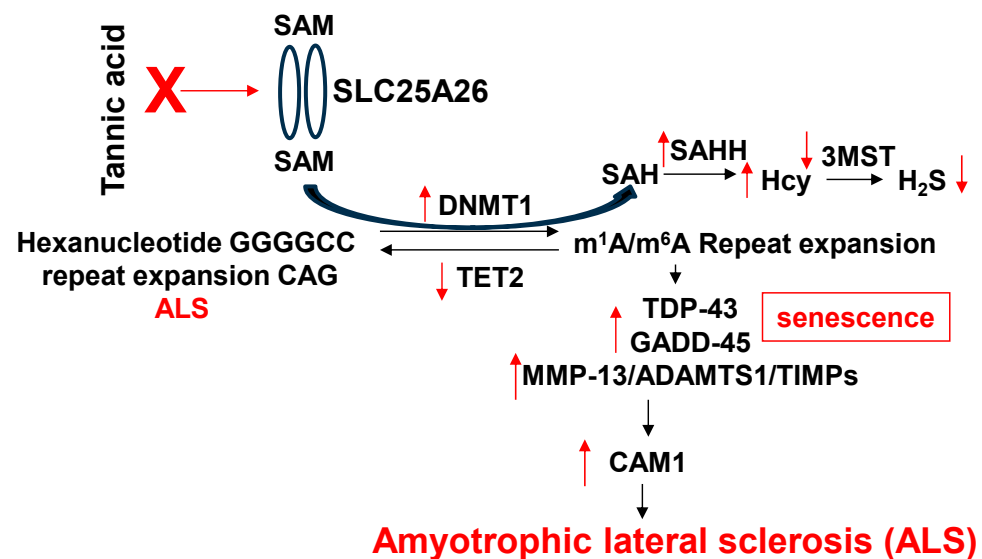 Tannic acid
X
SAM
SLC25A26
SAM
SAH
SAHH
Hcy
3MST
H₂S
DNMT1
TET2
Hexanucleotide GGGGCC
repeat expansion CAG
ALS
m¹A/m⁶A Repeat expansion
TDP-43
GADD-45
senescence
MMP-13/ADAMTS1/TIMPs
CAM1
Amyotrophic lateral sclerosis (ALS)